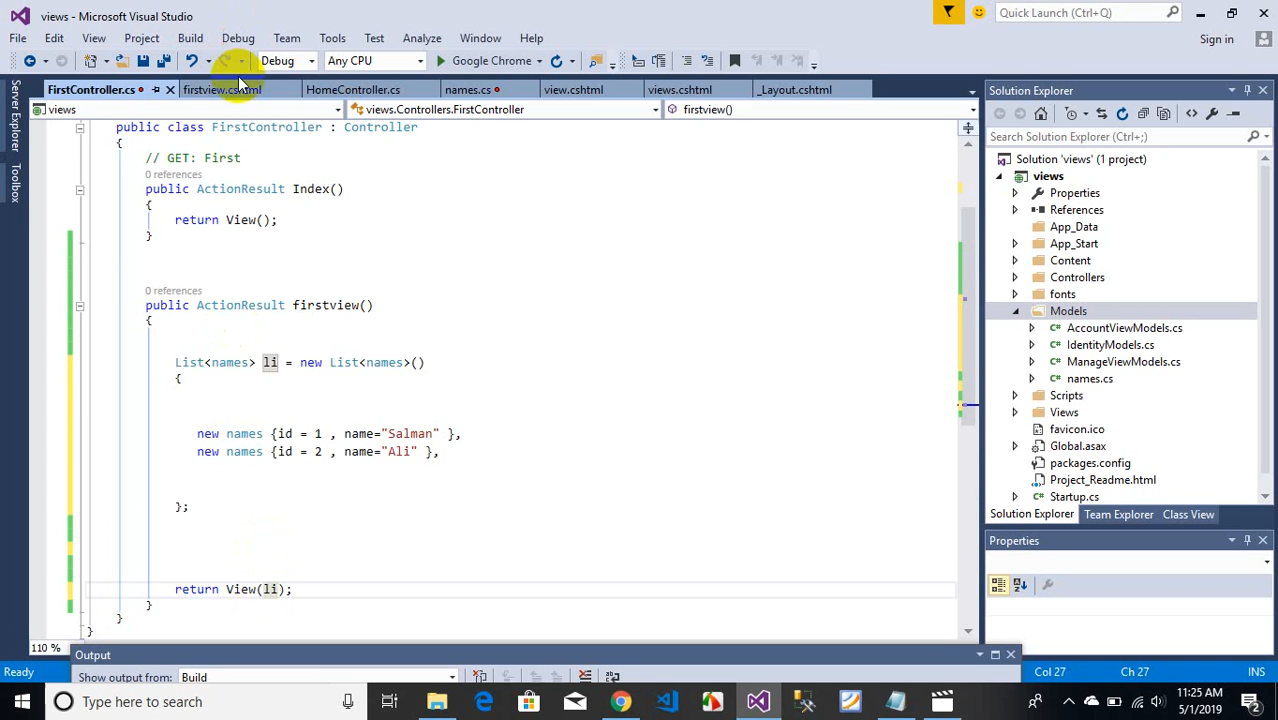 views - Microsoft Visual Studio
Quick Launch (Ctrl+Q)
File Edit View Project Build Debug Team Tools Test Analyze Window Help
Sign in
Debug Any CPU Google Chrome
FirstController.cs firstview.cshtml HomeController.cs names.cs view.cshtml views.cshtml _Layout.cshtml
Solution Explorer
views views.Controllers.FirstController firstview()
Server Explorer
Toolbox
public class FirstController : Controller
{
// GET: First
0 references
public ActionResult Index()
{
return View();
}
0 references
public ActionResult firstview()
{
List<names> li = new List<names>()
{
new names {id = 1 , name="Salman" },
new names {id = 2 , name="Ali" },
};
return View(li);
}
}
}
110 %
Search Solution Explorer (Ctrl+;)
Solution 'views' (1 project)
views
Properties
References
App_Data
App_Start
Content
Controllers
fonts
Models
AccountViewModels.cs
IdentityModels.cs
ManageViewModels.cs
names.cs
Scripts
Views
favicon.ico
Global.asax
packages.config
Project_Readme.html
Startup.cs
Solution Explorer Team Explorer Class View
Properties
Output
Show output from: Build
Ready Col 27 Ch 27 INS
Type here to search
11:25 AM
5/1/2019
2